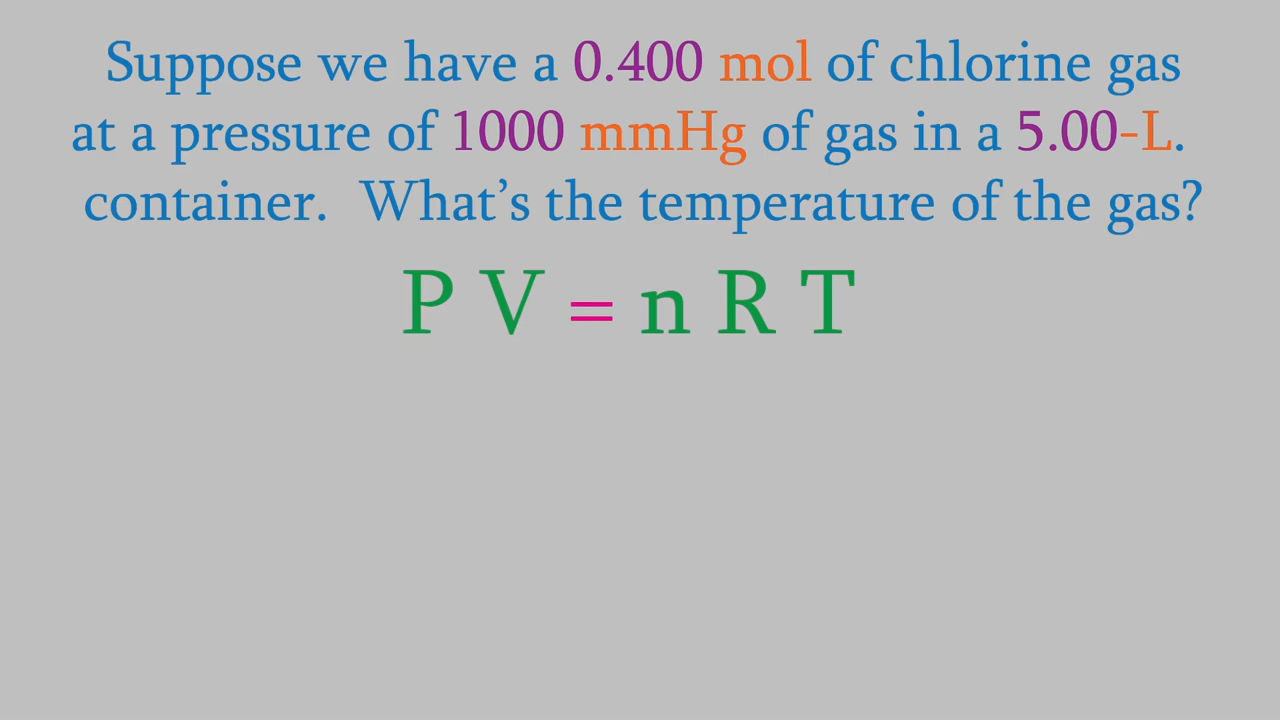 Suppose we have a 0.400 mol of chlorine gas
at a pressure of 1000 mmHg of gas in a 5.00-L.
container.  What’s the temperature of the gas?
P V = n R T